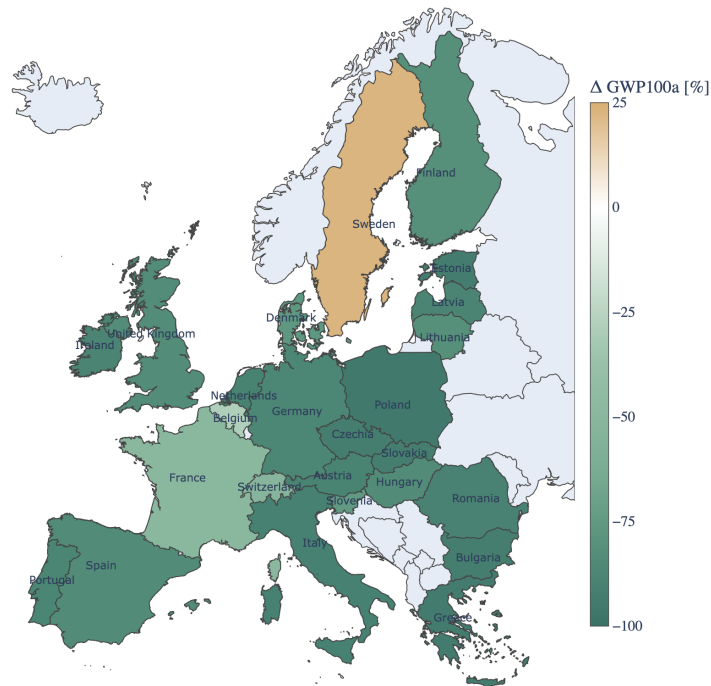 Δ GWP100a [%]
25
0
−25
−50
−75
−100
Finland
Sweden
Estonia
Latvia
Lithuania
Denmark
United Kingdom
Ireland
Netherlands
Belgium
Germany
Poland
Czechia
Slovakia
Austria
Hungary
Slovenia
Switzerland
France
Romania
Bulgaria
Italy
Spain
Portugal
Greece